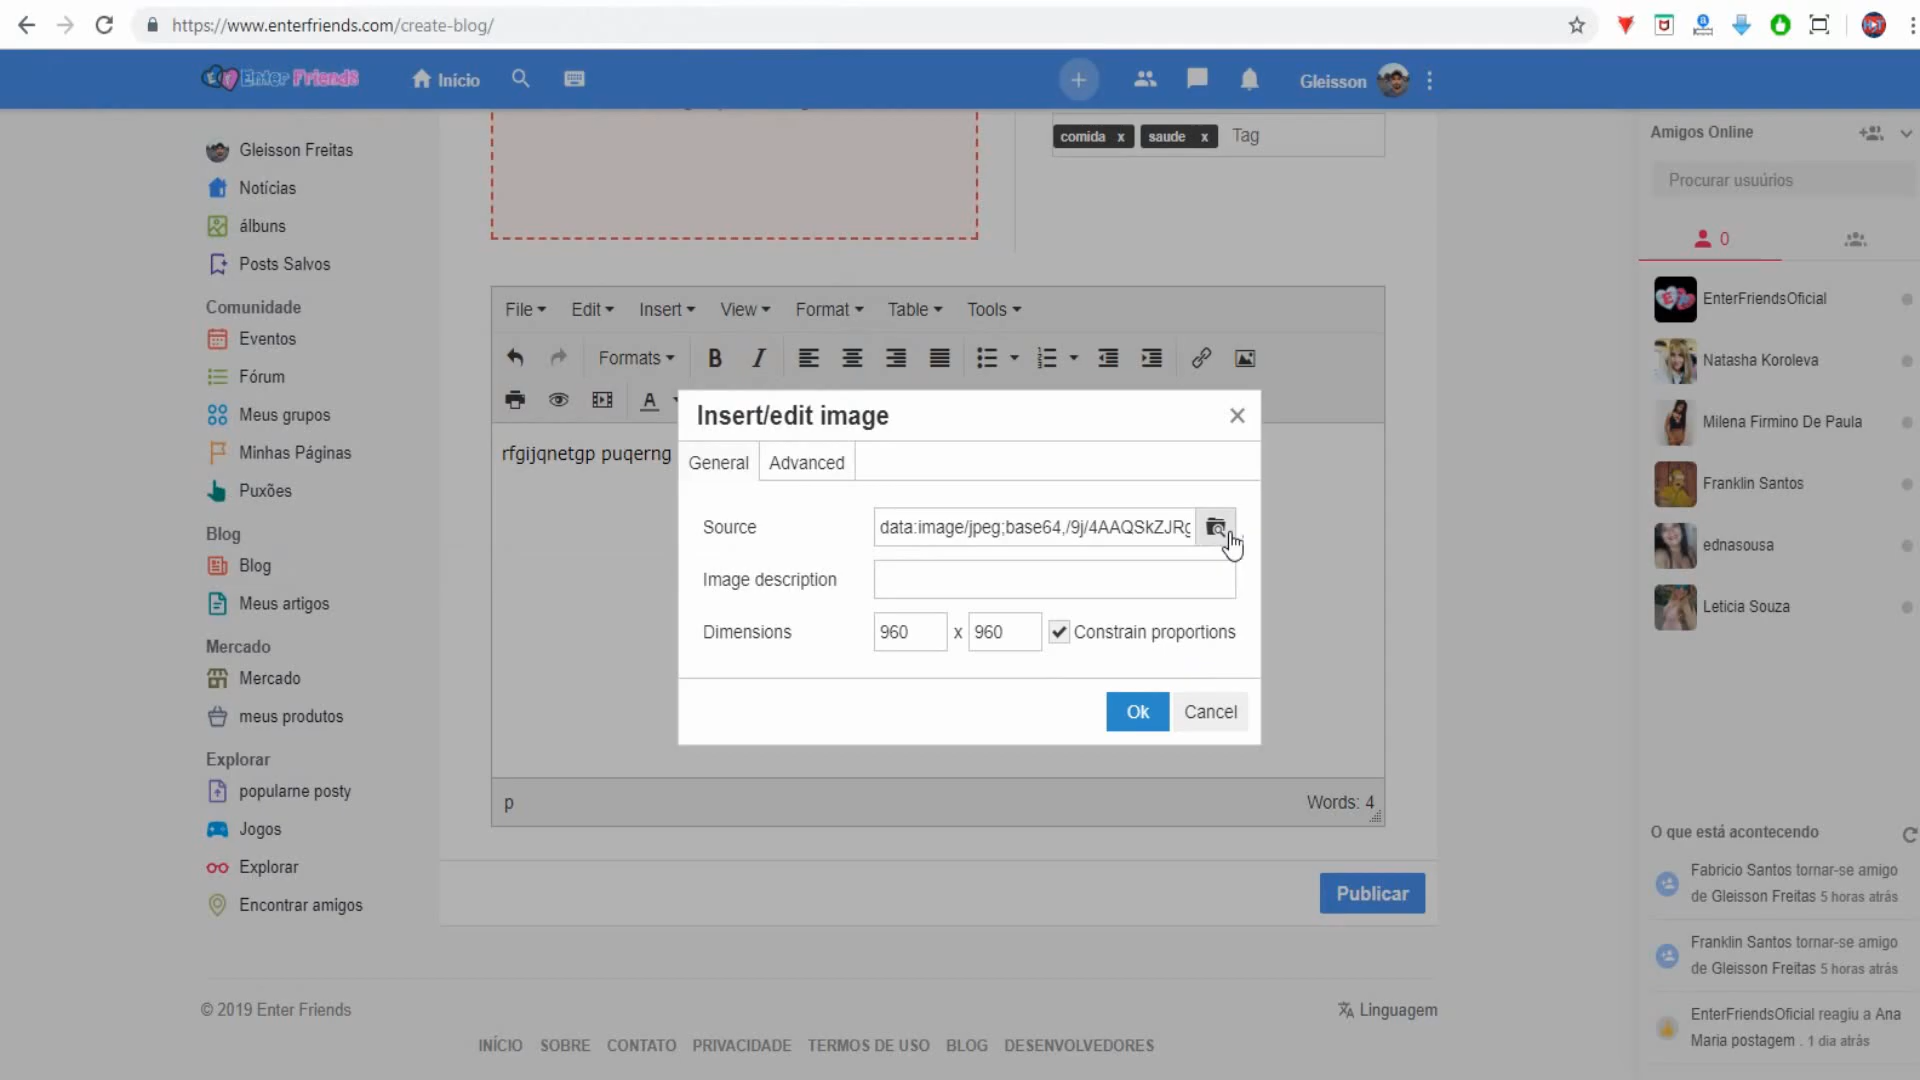 https://www.enterfriends.com/create-blog/
Enter Friends
Inicio
Gleisson
Gleisson Freitas
Notícias
álbuns
Posts Salvos
Comunidade
Eventos
Fórum
Meus grupos
Minhas Páginas
Puxões
Blog
Blog
Meus artigos
Mercado
Mercado
meus produtos
Explorar
popularne posty
Jogos
Explorar
Encontrar amigos
comida x saude x Tag
File Edit Insert View Format Table Tools
Formats
rfgijqnetgp puqerng
Insert/edit image
General Advanced
Source data:image/jpeg;base64,/9j/4AAQSkZJRg
Image description
Dimensions 960 x 960 Constrain proportions
Ok Cancel
p Words: 4
Publicar
Amigos Online
Procurar usuúrios
0
EnterFriendsOficial
Natasha Koroleva
Milena Firmino De Paula
Franklin Santos
ednasousa
Leticia Souza
O que está acontecendo
Fabricio Santos tornar-se amigo
de Gleisson Freitas 5 horas atrás
Franklin Santos tornar-se amigo
de Gleisson Freitas 5 horas atrás
EnterFriendsOficial reagiu a Ana
Maria postagem . 1 dia atrás
© 2019 Enter Friends
Linguagem
INÍCIO SOBRE CONTATO PRIVACIDADE TERMOS DE USO BLOG DESENVOLVEDORES